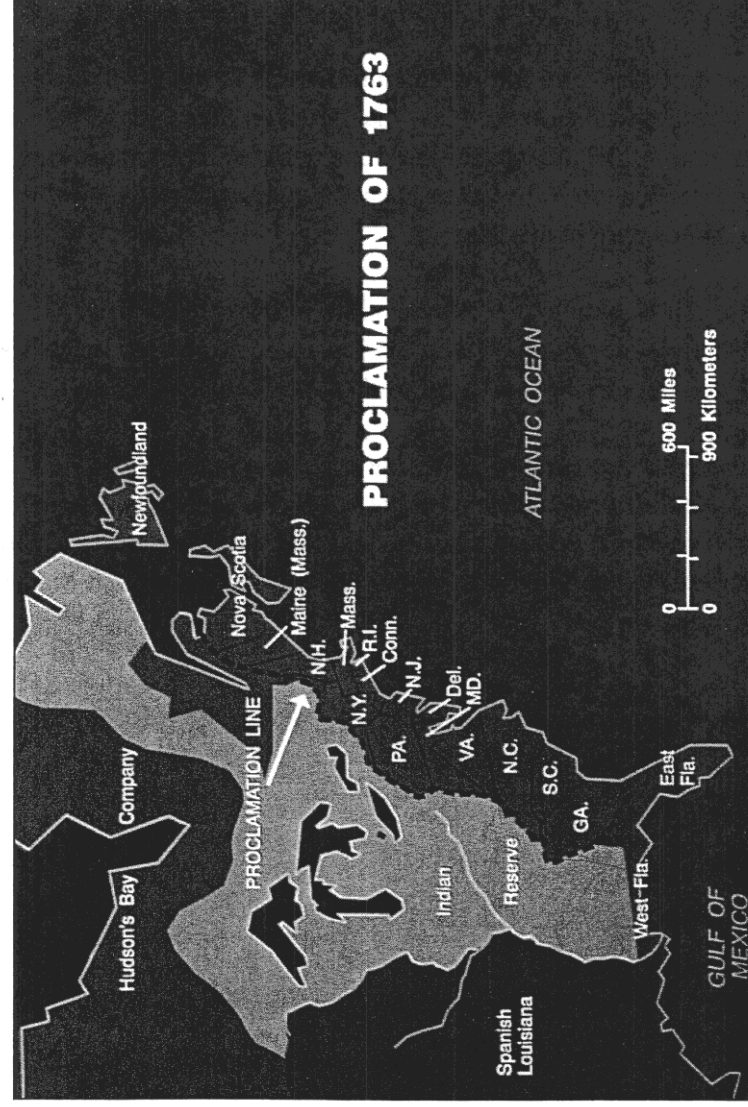 PROCLAMATION OF 1763
Hudson's Bay
Company
Newfoundland
PROCLAMATION LINE
Nova Scotia
Maine (Mass.)
N.H.
Mass.
R.I.
Conn.
N.Y.
N.J.
PA.
Del.
MD.
VA.
N.C.
S.C.
GA.
Indian
Reserve
Spanish
Louisiana
West Fla.
East
Fla.
GULF OF
MEXICO
ATLANTIC OCEAN
0
600 Miles
0
900 Kilometers